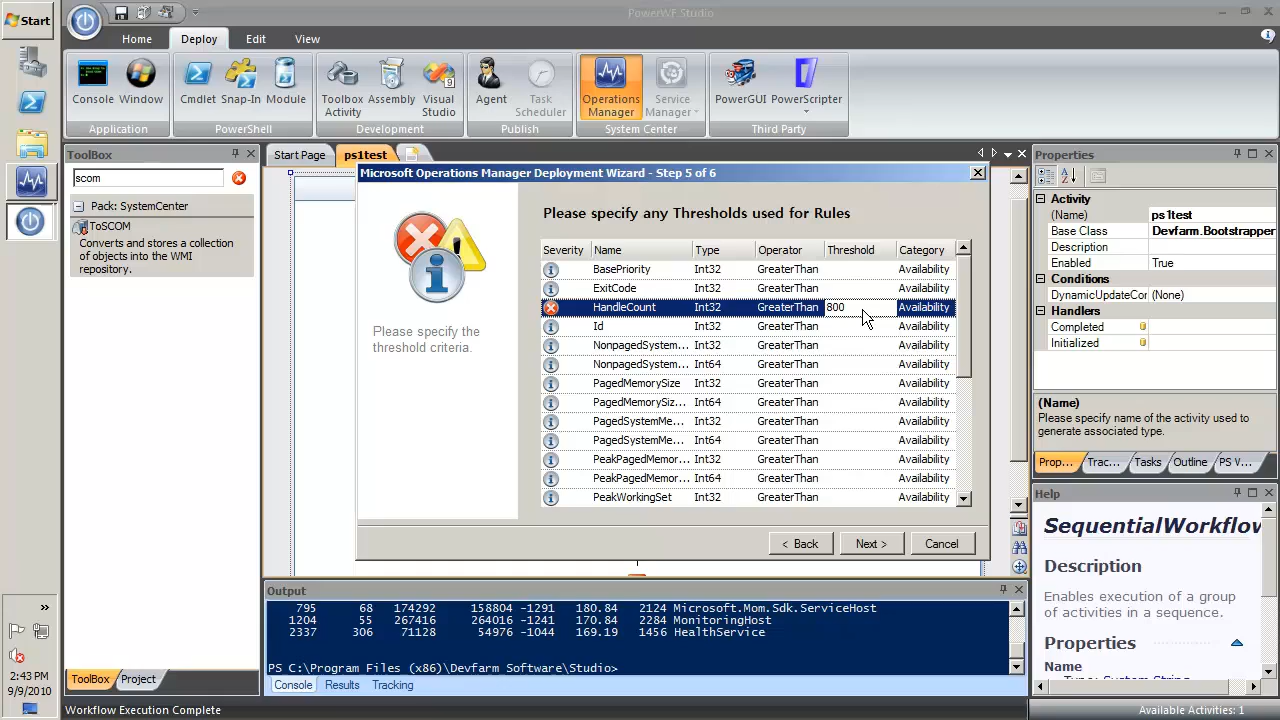 Start
PowerWF Studio
Home
Deploy
Edit
View
Console
Window
Application
Cmdlet
Snap-In
Module
PowerShell
Toolbox
Activity
Assembly
Visual
Studio
Development
Agent
Task
Scheduler
Publish
Operations
Manager
Service
Manager
System Center
PowerGUI
PowerScripter
Third Party
ToolBox
scom
Pack: SystemCenter
ToSCOM
Converts and stores a collection
of objects into the WMI
repository.
ToolBox
Project
Start Page
ps1test
Microsoft Operations Manager Deployment Wizard - Step 5 of 6
Please specify the
threshold criteria.
Please specify any Thresholds used for Rules
Severity Name Type Operator Threshold Category
BasePriority Int32 GreaterThan Availability
ExitCode Int32 GreaterThan Availability
HandleCount Int32 GreaterThan 800 Availability
Id Int32 GreaterThan Availability
NonpagedSystem... Int32 GreaterThan Availability
NonpagedSystem... Int64 GreaterThan Availability
PagedMemorySize Int32 GreaterThan Availability
PagedMemorySiz... Int64 GreaterThan Availability
PagedSystemMe... Int32 GreaterThan Availability
PagedSystemMe... Int64 GreaterThan Availability
PeakPagedMemor... Int32 GreaterThan Availability
PeakPagedMemor... Int64 GreaterThan Availability
PeakWorkingSet Int32 GreaterThan Availability
< Back
Next >
Cancel
Output
795 68 174292 158804 -1291 180.84 2124 Microsoft.Mom.Sdk.ServiceHost
1204 55 267416 264016 -1241 170.84 2284 MonitoringHost
2337 306 71128 54976 -1044 169.19 1456 HealthService
PS C:\Program Files (x86)\Devfarm Software\Studio>
Console
Results
Tracking
Properties
Activity
(Name) ps1test
Base Class Devfarm.Bootstrapper
Description
Enabled True
Conditions
DynamicUpdateCor (None)
Handlers
Completed
Initialized
(Name)
Please specify name of the activity used to
generate associated type.
Prop...
Trac...
Tasks
Outline
PS V...
Help
SequentialWorkflow
Description
Enables execution of a group
of activities in a sequence.
Properties
Name
2:43 PM
9/9/2010
Workflow Execution Complete
Available Activities: 1